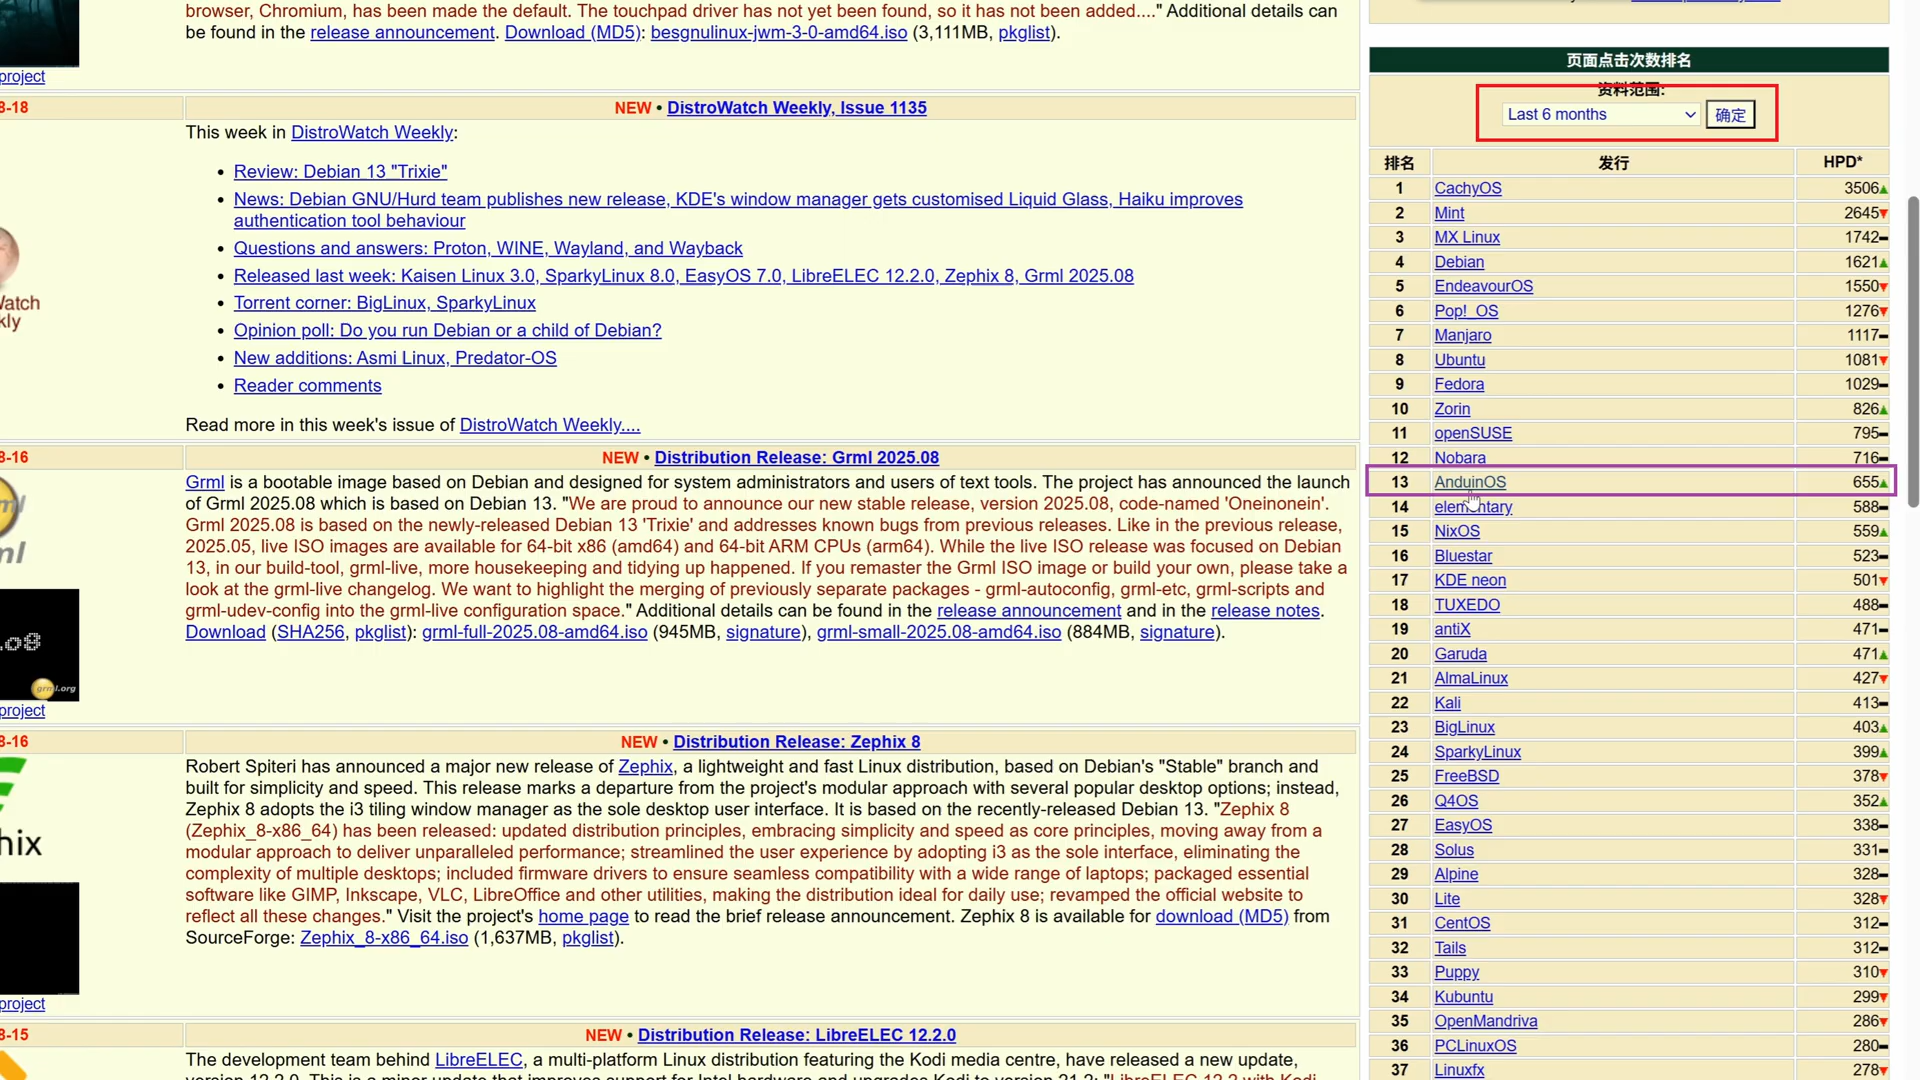 browser, Chromium, has been made the default. The touchpad driver has not yet been found, so it has not been added...." Additional details can
be found in the release announcement. Download (MD5): besgnulinux-jwm-3-0-amd64.iso (3,111MB, pkglist).
project
8-18
NEW • DistroWatch Weekly, Issue 1135
This week in DistroWatch Weekly:
• Review: Debian 13 "Trixie"
• News: Debian GNU/Hurd team publishes new release, KDE's window manager gets customised Liquid Glass, Haiku improves
authentication tool behaviour
• Questions and answers: Proton, WINE, Wayland, and Wayback
• Released last week: Kaisen Linux 3.0, SparkyLinux 8.0, EasyOS 7.0, LibreELEC 12.2.0, Zephix 8, Grml 2025.08
• Torrent corner: BigLinux, SparkyLinux
• Opinion poll: Do you run Debian or a child of Debian?
• New additions: Asmi Linux, Predator-OS
• Reader comments
Read more in this week's issue of DistroWatch Weekly....
Watch
kly
8-16
NEW • Distribution Release: Grml 2025.08
Grml is a bootable image based on Debian and designed for system administrators and users of text tools. The project has announced the launch
of Grml 2025.08 which is based on Debian 13. "We are proud to announce our new stable release, version 2025.08, code-named 'Oneinonein'.
Grml 2025.08 is based on the newly-released Debian 13 'Trixie' and addresses known bugs from previous releases. Like in the previous release,
2025.05, live ISO images are available for 64-bit x86 (amd64) and 64-bit ARM CPUs (arm64). While the live ISO release was focused on Debian
13, in our build-tool, grml-live, more housekeeping and tidying up happened. If you remaster the Grml ISO image or build your own, please take a
look at the grml-live changelog. We want to highlight the merging of previously separate packages - grml-autoconfig, grml-etc, grml-scripts and
grml-udev-config into the grml-live configuration space." Additional details can be found in the release announcement and in the release notes.
Download (SHA256, pkglist): grml-full-2025.08-amd64.iso (945MB, signature), grml-small-2025.08-amd64.iso (884MB, signature).
ml
.o8
grml.org
project
8-16
NEW • Distribution Release: Zephix 8
Robert Spiteri has announced a major new release of Zephix, a lightweight and fast Linux distribution, based on Debian's "Stable" branch and
built for simplicity and speed. This release marks a departure from the project's modular approach with several popular desktop options; instead,
Zephix 8 adopts the i3 tiling window manager as the sole desktop user interface. It is based on the recently-released Debian 13. "Zephix 8
(Zephix_8-x86_64) has been released: updated distribution principles, embracing simplicity and speed as core principles, moving away from a
modular approach to deliver unparalleled performance; streamlined the user experience by adopting i3 as the sole interface, eliminating the
complexity of multiple desktops; included firmware drivers to ensure seamless compatibility with a wide range of laptops; packaged essential
software like GIMP, Inkscape, VLC, LibreOffice and other utilities, making the distribution ideal for daily use; revamped the official website to
reflect all these changes." Visit the project's home page to read the brief release announcement. Zephix 8 is available for download (MD5) from
SourceForge: Zephix_8-x86_64.iso (1,637MB, pkglist).
hix
project
8-15
NEW • Distribution Release: LibreELEC 12.2.0
The development team behind LibreELEC, a multi-platform Linux distribution featuring the Kodi media centre, have released a new update,
页面点击次数排名
资料范围:
Last 6 months 确定
排名 发行 HPD*
1 CachyOS 3506▲
2 Mint 2645▼
3 MX Linux 1742━
4 Debian 1621▲
5 EndeavourOS 1550▼
6 Pop!_OS 1276▼
7 Manjaro 1117━
8 Ubuntu 1081▼
9 Fedora 1029━
10 Zorin 826▲
11 openSUSE 795━
12 Nobara 716━
13 AnduinOS 655▲
14 elementary 588━
15 NixOS 559▲
16 Bluestar 523━
17 KDE neon 501▼
18 TUXEDO 488━
19 antiX 471━
20 Garuda 471▲
21 AlmaLinux 427▼
22 Kali 413━
23 BigLinux 403▲
24 SparkyLinux 399▲
25 FreeBSD 378▼
26 Q4OS 352▲
27 EasyOS 338━
28 Solus 331━
29 Alpine 328━
30 Lite 328▼
31 CentOS 312━
32 Tails 312━
33 Puppy 310▼
34 Kubuntu 299▼
35 OpenMandriva 286▼
36 PCLinuxOS 280━
37 Linuxfx 278▼